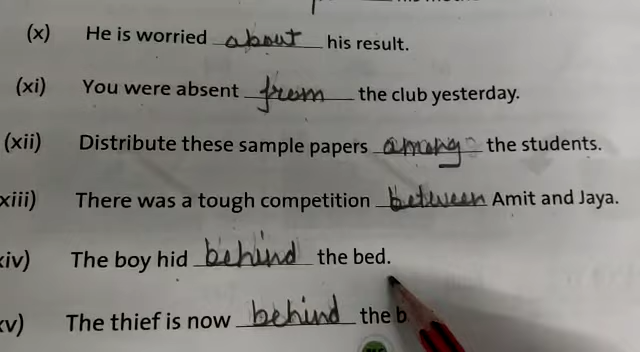 (x) He is worried about his result.
(xi) You were absent from the club yesterday.
(xii) Distribute these sample papers among the students.
xiii) There was a tough competition between Amit and Jaya.
xiv) The boy hid behind the bed.
xv) The thief is now behind the b